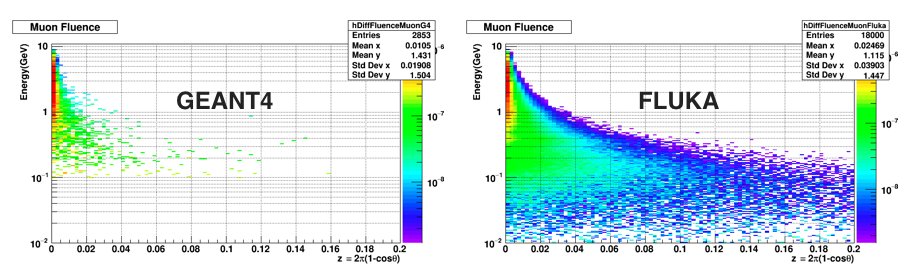 Muon Fluence
hDiffFluenceMuonG4
Entries 2853
Mean x 0.0105
Mean y 1.431
Std Dev x 0.01908
Std Dev y 1.504
Energy(GeV)
10
1
10⁻¹
10⁻²
GEANT4
0 0.02 0.04 0.06 0.08 0.1 0.12 0.14 0.16 0.18 0.2
z = 2π(1-cosθ)
10⁻⁶
10⁻⁷
10⁻⁸
Muon Fluence
hDiffFluenceMuonFluka
Entries 18000
Mean x 0.02469
Mean y 1.115
Std Dev x 0.03903
Std Dev y 1.447
Energy(GeV)
10
1
10⁻¹
10⁻²
FLUKA
0 0.02 0.04 0.06 0.08 0.1 0.12 0.14 0.16 0.18 0.2
z = 2π(1-cosθ)
10⁻⁷
10⁻⁸